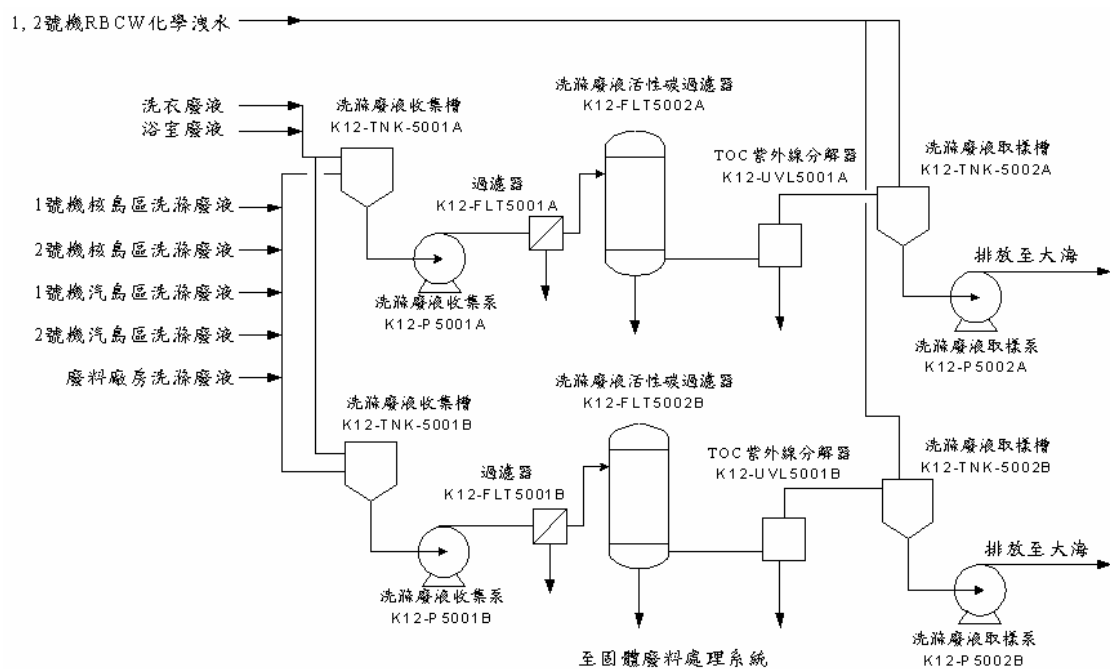 1, 2號機RBCW化學洩水
洗衣廢液
浴室廢液
洗滌廢液收集槽
K12-TNK-5001A
洗滌廢液活性碳過濾器
K12-FLT5002A
TOC紫外線分解器
K12-UVL5001A
洗滌廢液取樣槽
K12-TNK-5002A
過濾器
K12-FLT5001A
1號機核島區洗滌廢液
2號機核島區洗滌廢液
1號機汽島區洗滌廢液
2號機汽島區洗滌廢液
廢料廠房洗滌廢液
洗滌廢液收集泵
K12-P5001A
排放至大海
洗滌廢液取樣泵
K12-P5002A
洗滌廢液收集槽
K12-TNK-5001B
洗滌廢液活性碳過濾器
K12-FLT5002B
TOC紫外線分解器
K12-UVL5001B
洗滌廢液取樣槽
K12-TNK-5002B
過濾器
K12-FLT5001B
洗滌廢液收集泵
K12-P5001B
排放至大海
洗滌廢液取樣泵
K12-P5002B
至固體廢料處理系統